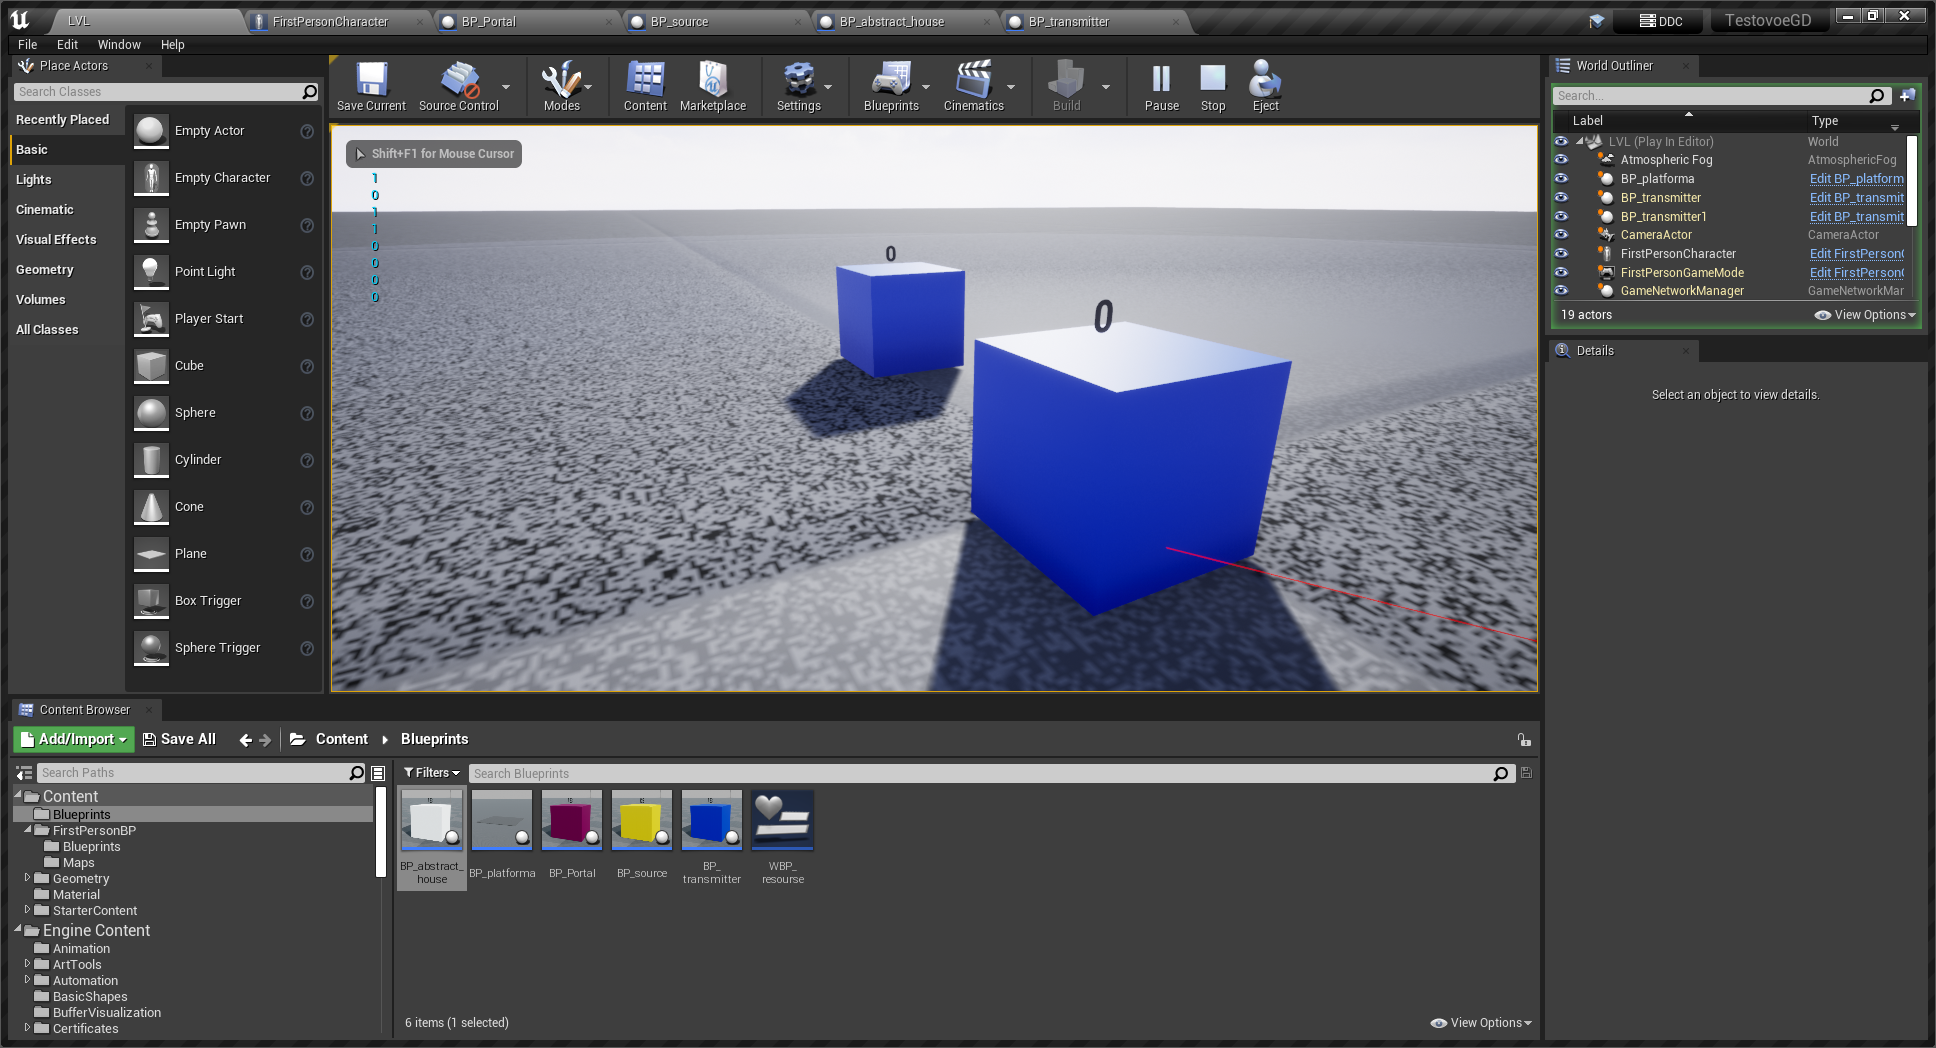 LVL
FirstPersonCharacter
BP_Portal
BP_source
BP_abstract_house
BP_transmitter
DDC
TestovoeGD
File Edit Window Help
Place Actors
Search Classes
Recently Placed
Basic
Lights
Cinematic
Visual Effects
Geometry
Volumes
All Classes
Empty Actor
Empty Character
Empty Pawn
Point Light
Player Start
Cube
Sphere
Cylinder
Cone
Plane
Box Trigger
Sphere Trigger
Save Current
Source Control
Modes
Content
Marketplace
Settings
Blueprints
Cinematics
Build
Pause
Stop
Eject
Shift+F1 for Mouse Cursor
1
0
1
1
0
0
0
0
0
0
World Outliner
Search...
Label Type
LVL (Play In Editor) World
Atmospheric Fog AtmosphericFog
BP_platforma Edit BP_platform
BP_transmitter Edit BP_transmit
BP_transmitter1 Edit BP_transmit
CameraActor CameraActor
FirstPersonCharacter Edit FirstPerson(
FirstPersonGameMode Edit FirstPerson(
GameNetworkManager GameNetworkMar
19 actors
View Options
Details
Select an object to view details.
Content Browser
Add/Import
Save All
Content
Blueprints
Search Paths
Content
Blueprints
FirstPersonBP
Blueprints
Maps
Geometry
Material
StarterContent
Engine Content
Animation
ArtTools
Automation
BasicShapes
BufferVisualization
Certificates
Filters
Search Blueprints
BP_abstract_
house
BP_platforma
BP_Portal
BP_source
BP_
transmitter
WBP_
resourse
6 items (1 selected)
View Options